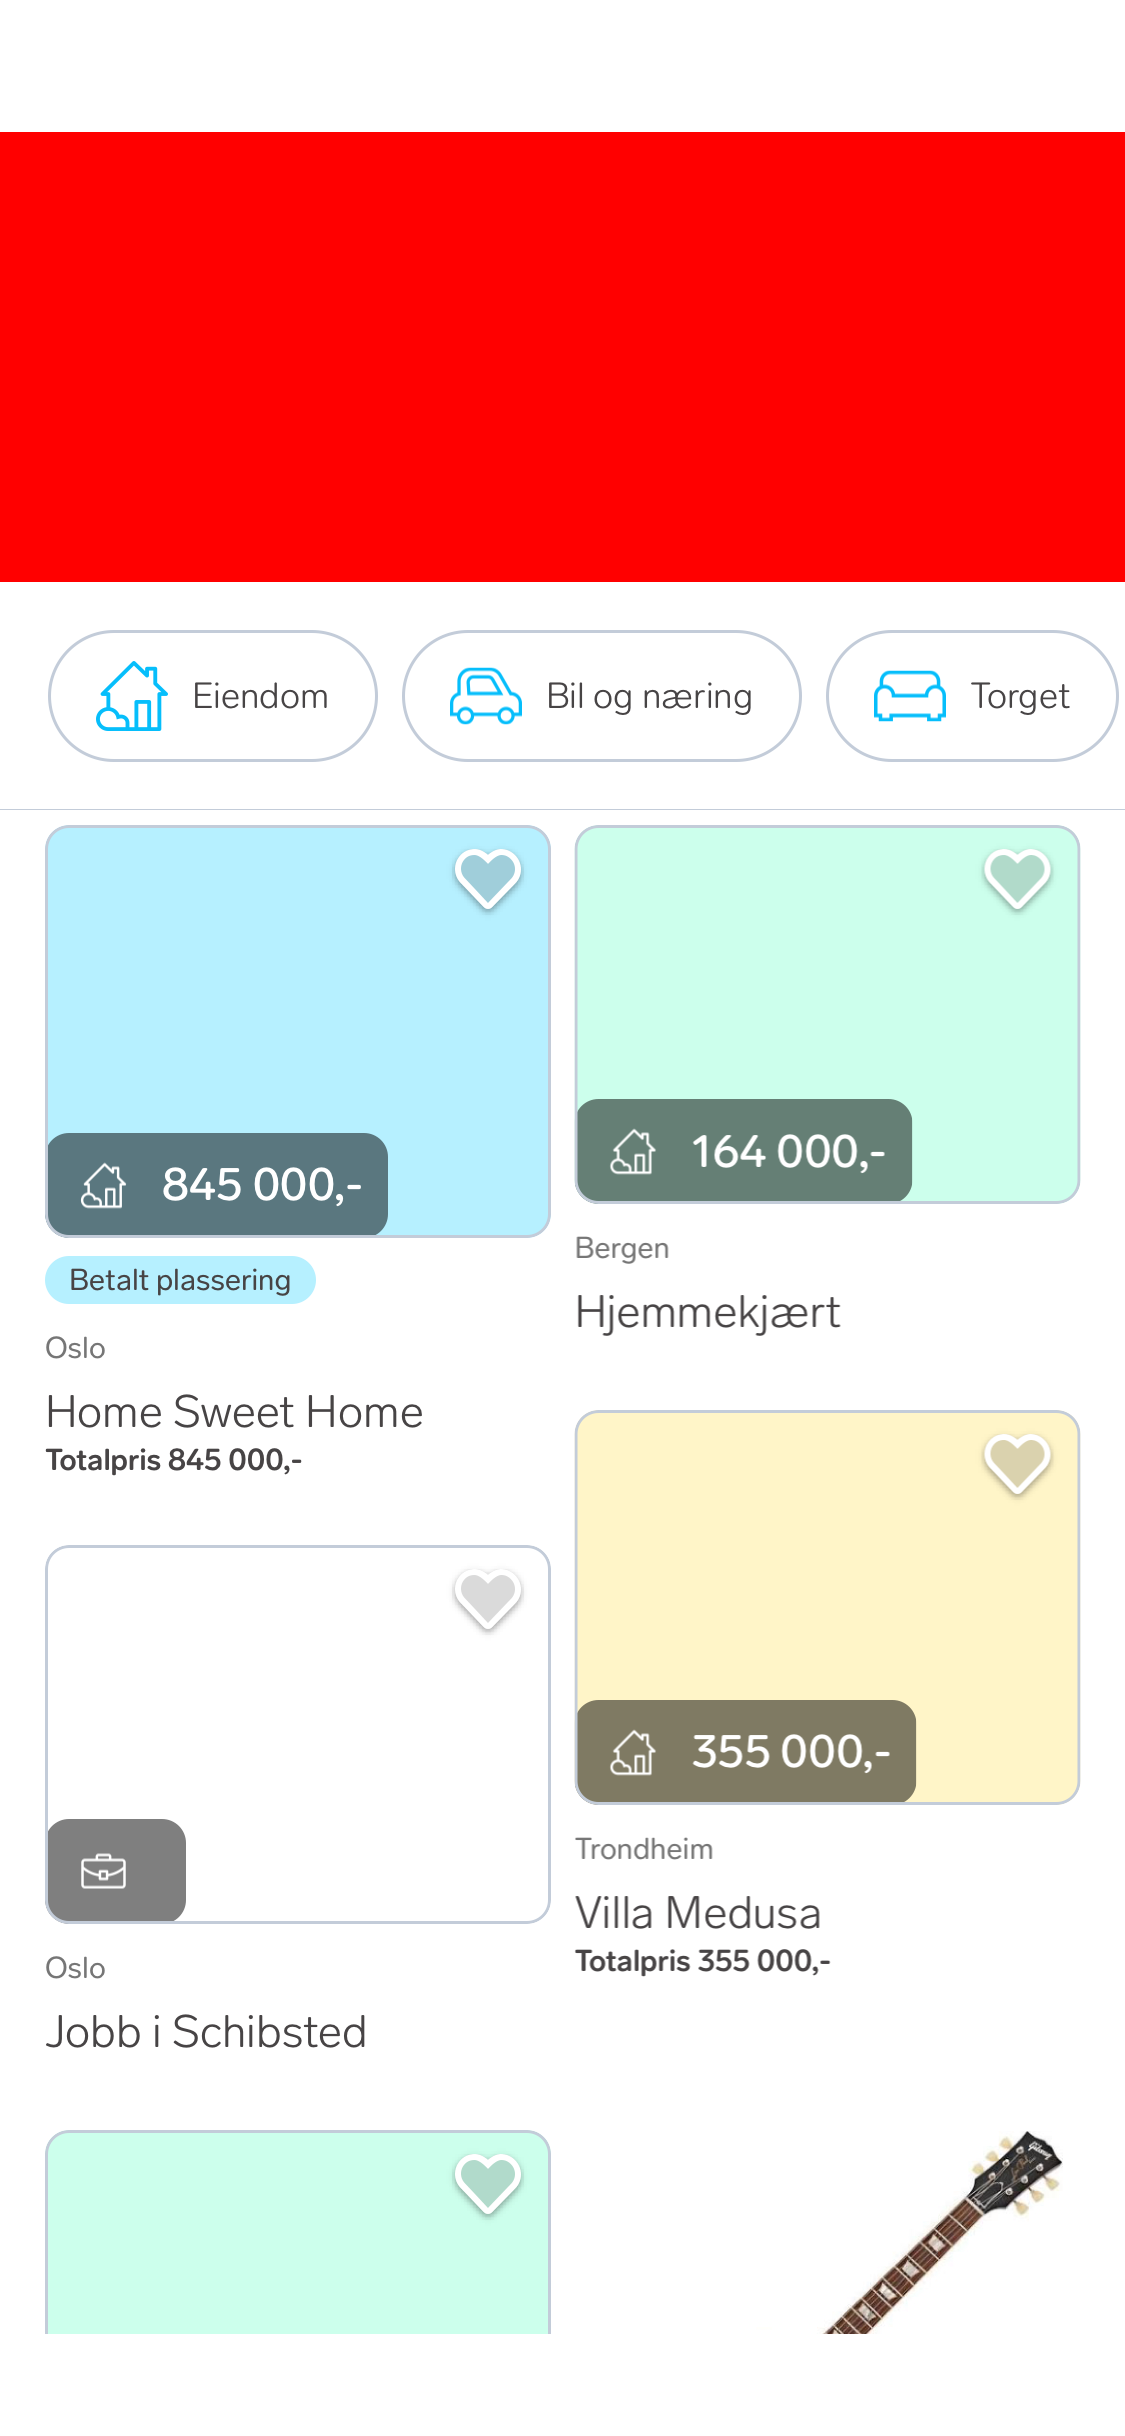 Eiendom
Bil og næring
Torget
845 000,-
Betalt plassering
Oslo
Home Sweet Home
Totalpris 845 000,-
164 000,-
Bergen
Hjemmekjært
355 000,-
Trondheim
Villa Medusa
Totalpris 355 000,-
Oslo
Jobb i Schibsted
Gibson